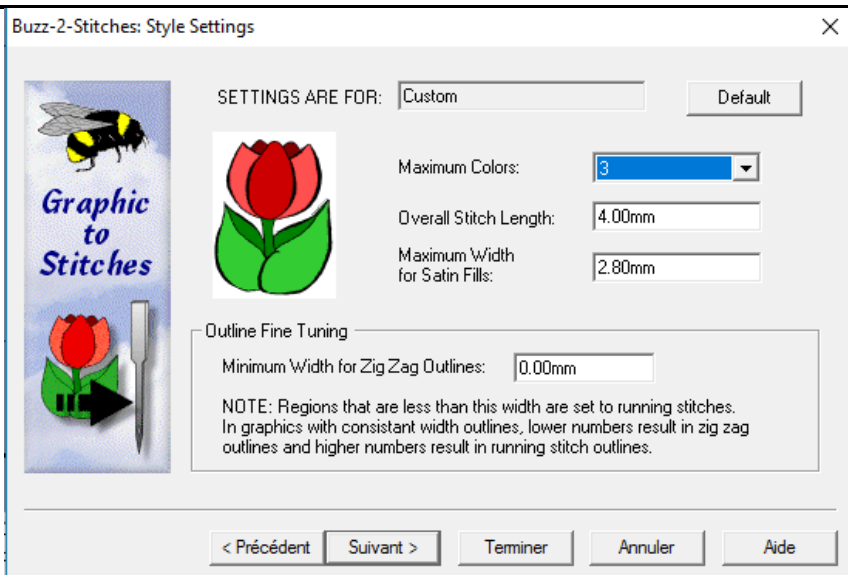 Buzz-2-Stitches: Style Settings
SETTINGS ARE FOR:
Custom
Default
Graphic
to
Stitches
Maximum Colors:
3
Overall Stitch Length:
4.00mm
Maximum Width
for Satin Fills:
2.80mm
Outline Fine Tuning
Minimum Width for Zig Zag Outlines:
0.00mm
NOTE: Regions that are less than this width are set to running stitches.
In graphics with consistant width outlines, lower numbers result in zig zag
outlines and higher numbers result in running stitch outlines.
< Précédent
Suivant >
Terminer
Annuler
Aide